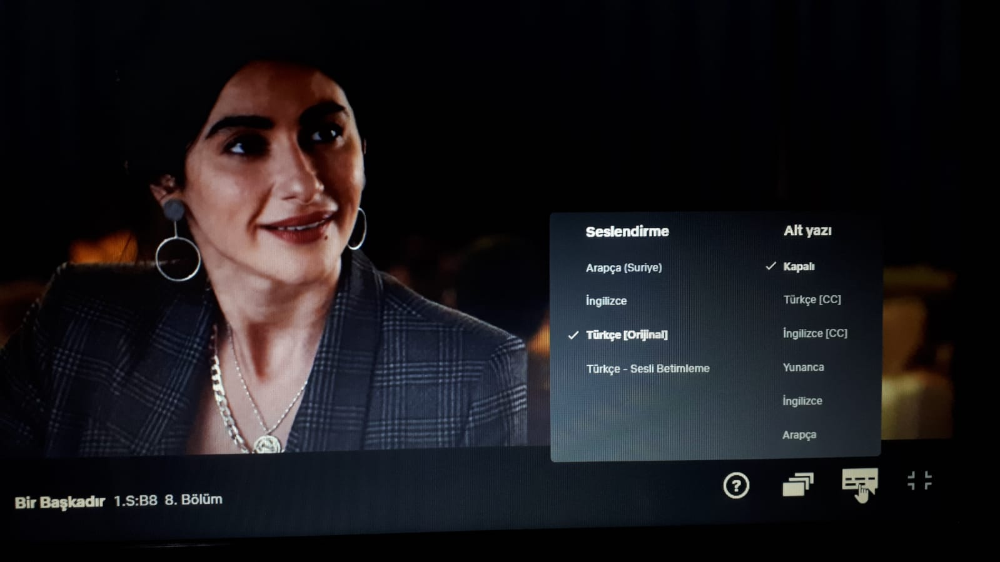 Seslendirme
Arapça (Suriye)
İngilizce
Türkçe [Orijinal]
Türkçe - Sesli Betimleme
Alt yazı
Kapalı
Türkçe [CC]
İngilizce [CC]
Yunanca
İngilizce
Arapça
?
Bir Başkadır 1.S:B8 8. Bölüm